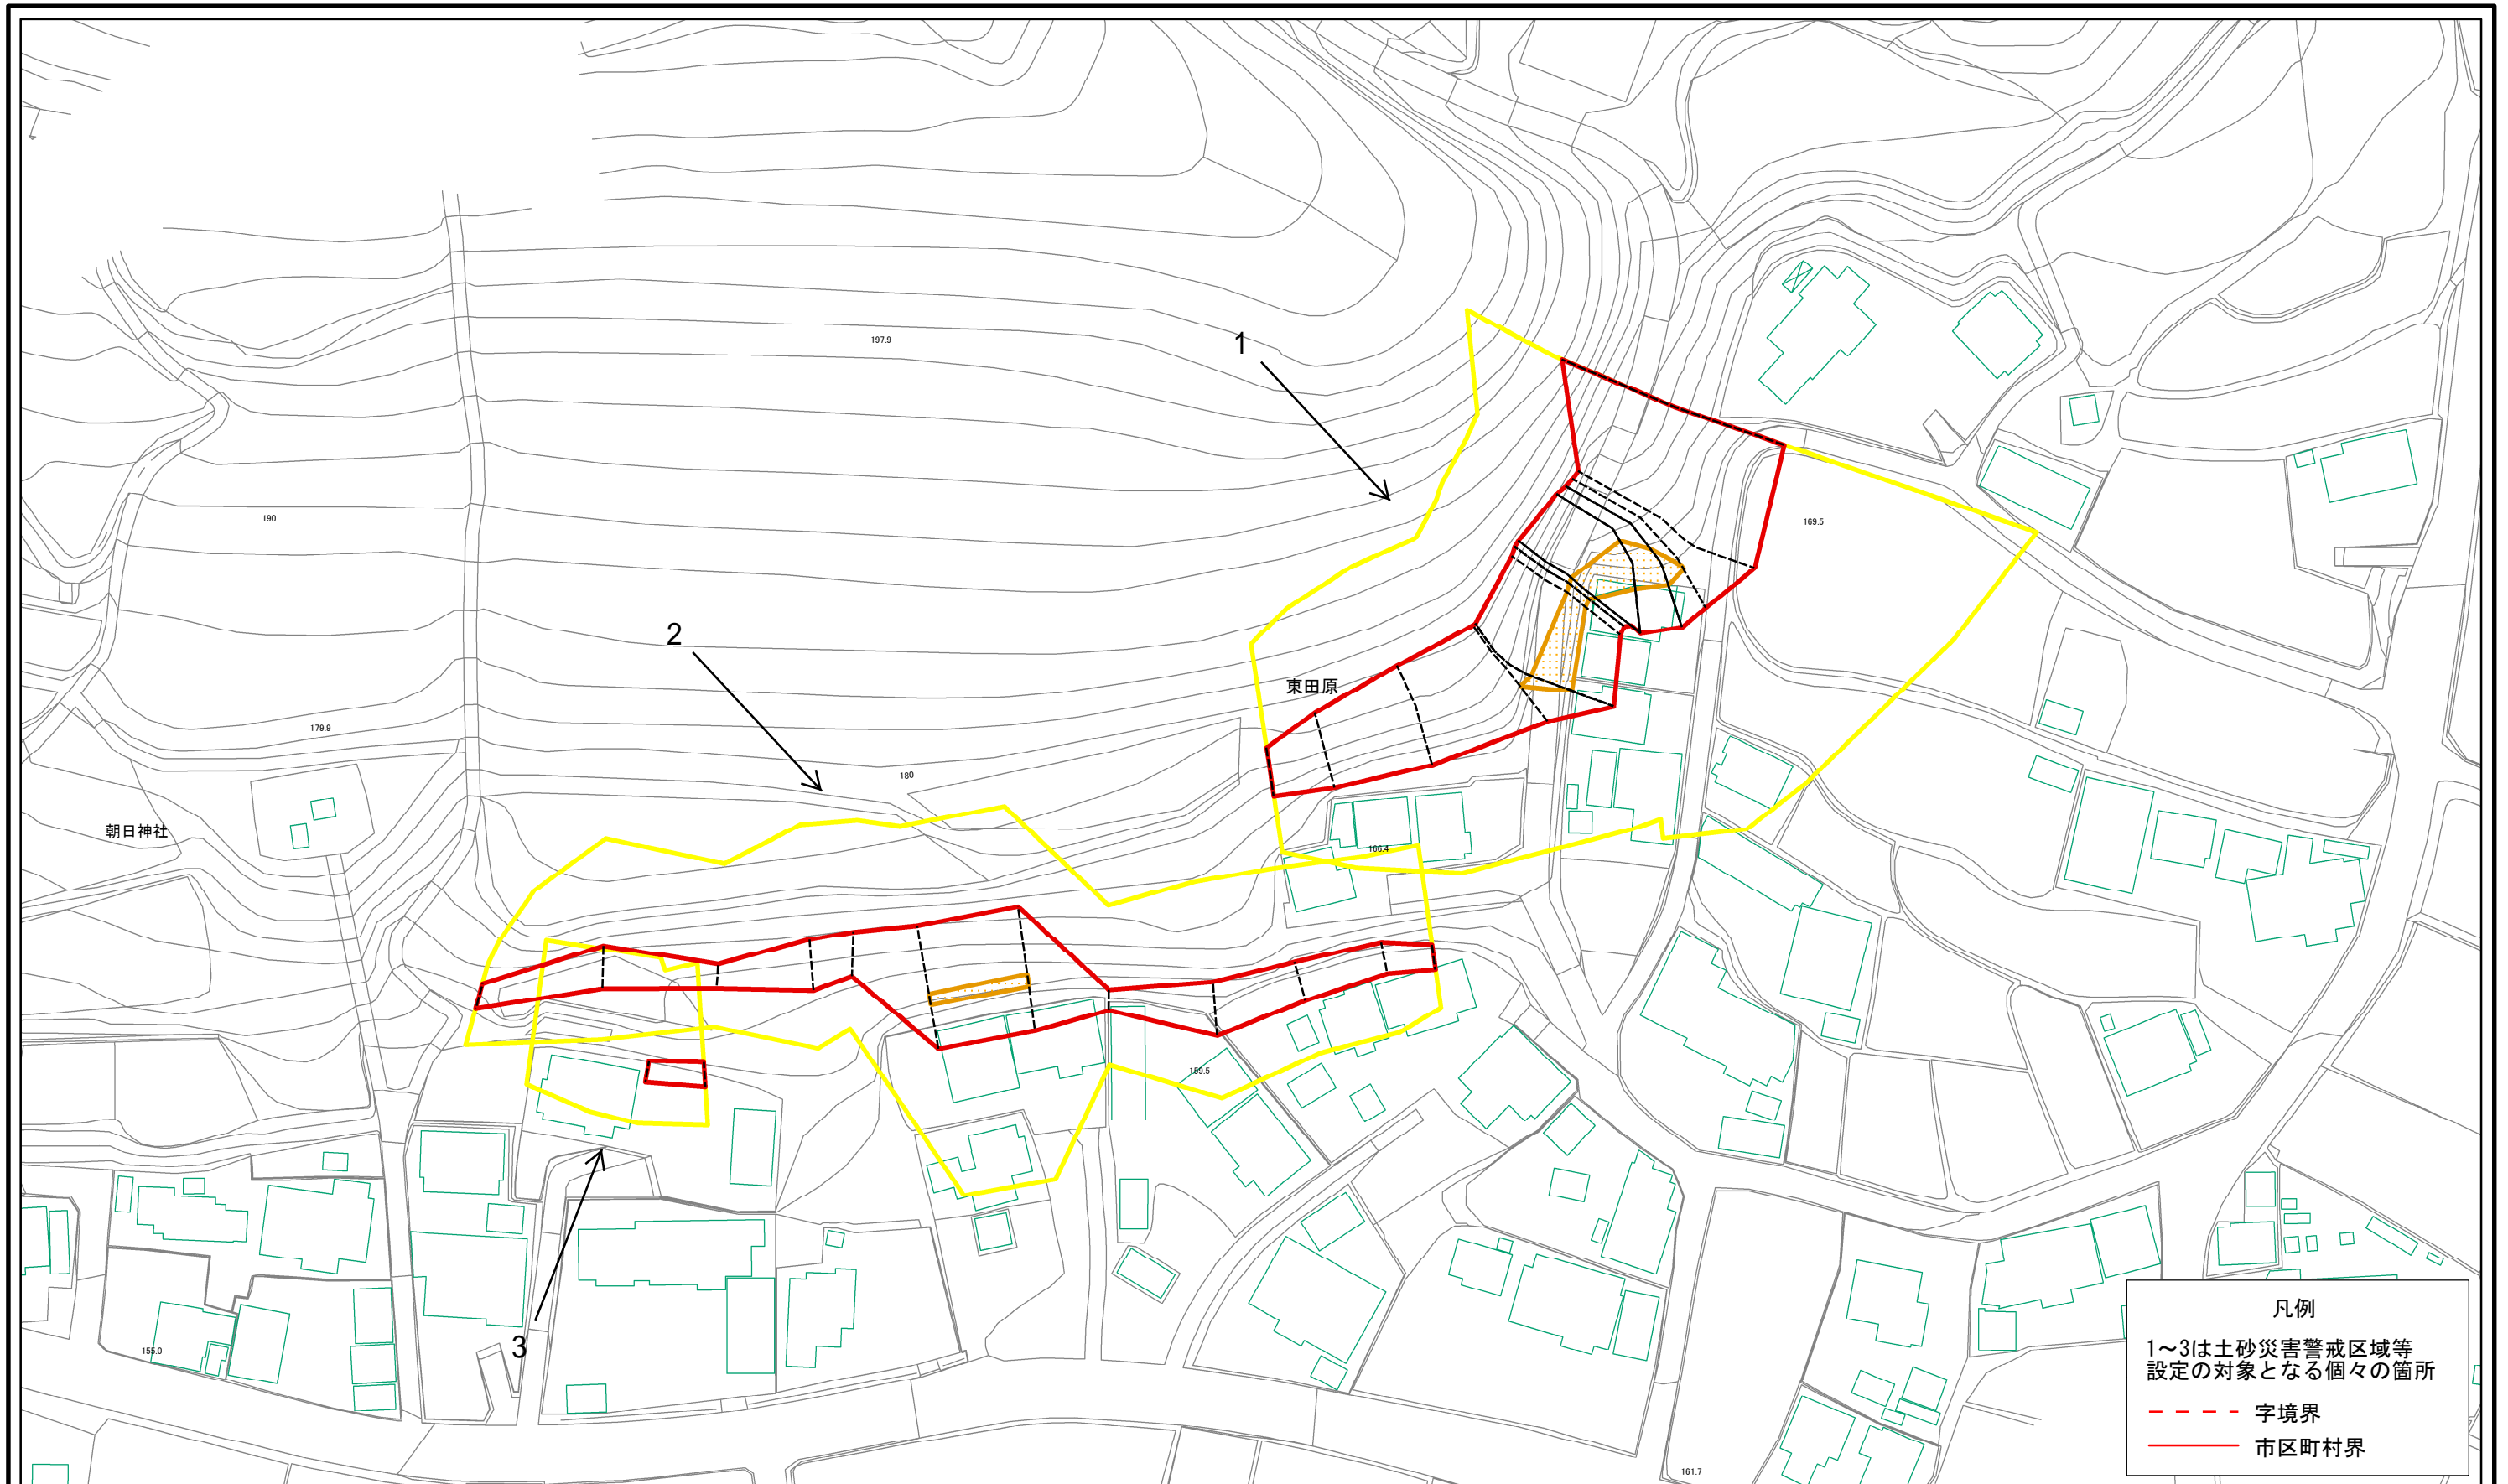 1
197.9
190
169.5
2
東田原
179.9
180
朝日神社
166.4
159.5
3
155.0
161.7
凡例
1～3は土砂災害警戒区域等
設定の対象となる個々の箇所
字境界
市区町村界